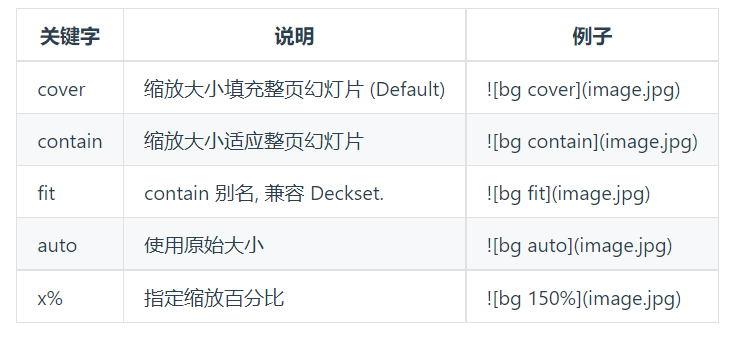 关键字 说明 例子
cover 缩放大小填充整页幻灯片 (Default) ![bg cover](image.jpg)
contain 缩放大小适应整页幻灯片 ![bg contain](image.jpg)
fit contain 别名, 兼容 Deckset. ![bg fit](image.jpg)
auto 使用原始大小 ![bg auto](image.jpg)
x% 指定缩放百分比 ![bg 150%](image.jpg)